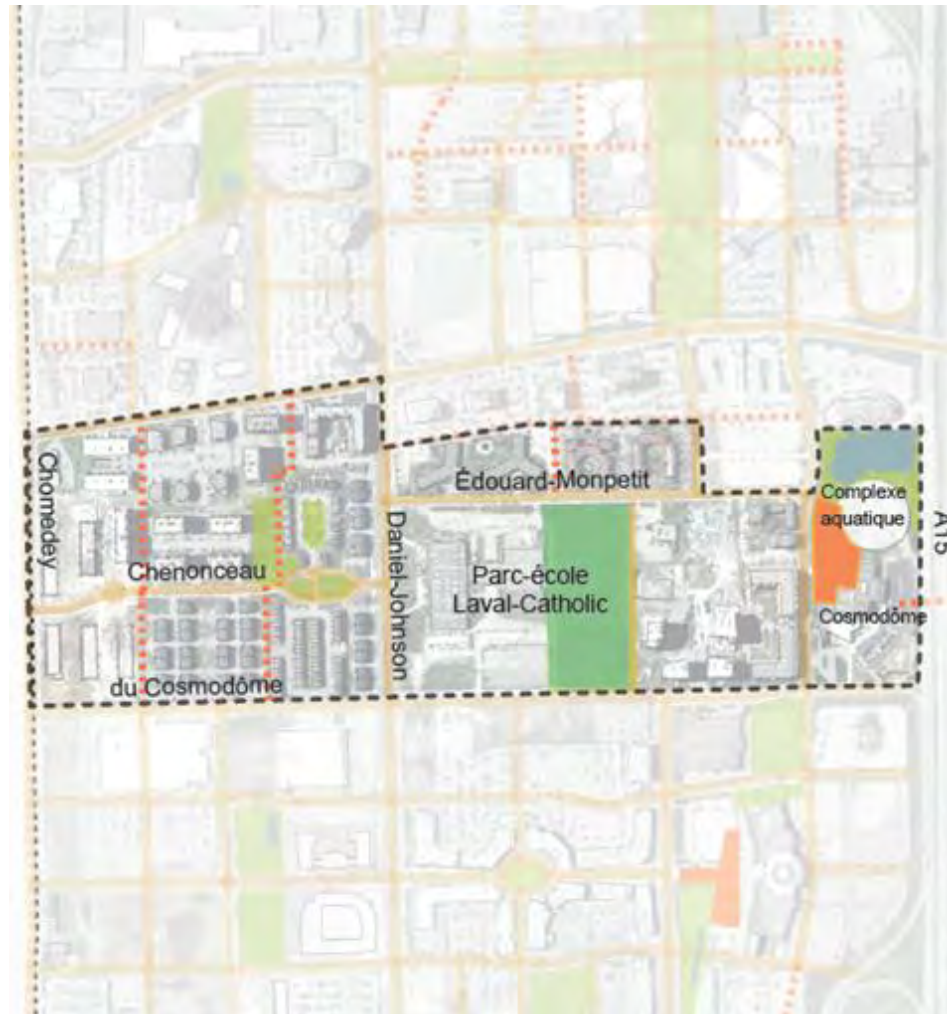 Édouard-Monpetit
Chomedey
Complexe
aquatique
A15
Chenonceau
Daniel-Johnson
Parc-école
Laval-Catholic
Cosmodôme
du Cosmodôme